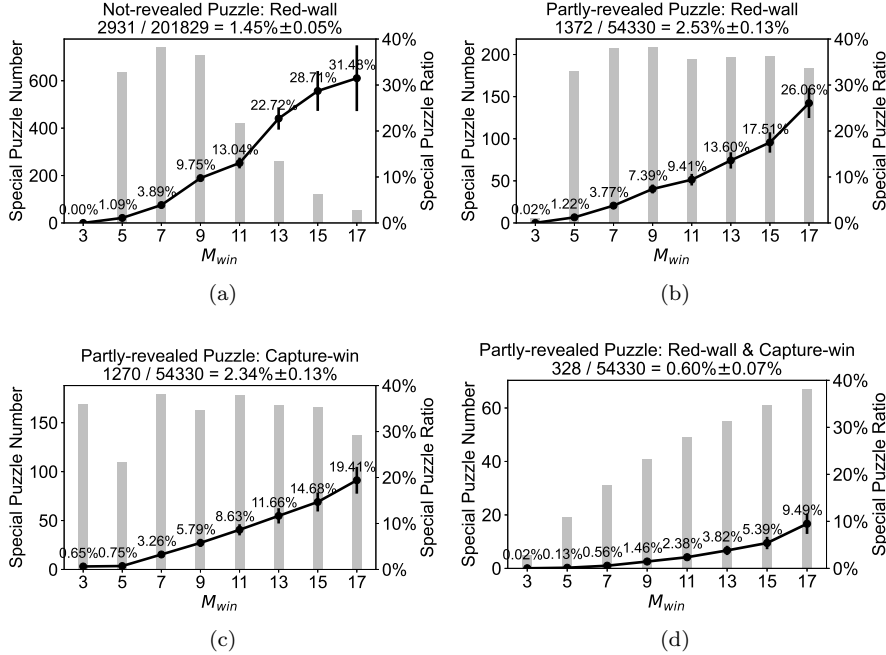 Not-revealed Puzzle: Red-wall
2931 / 201829 = 1.45%±0.05%
Special Puzzle Number
600
400
200
0
0.00%
1.09%
3.89%
9.75%
13.04%
22.72%
28.71%
31.48%
40%
30%
20%
10%
0%
Special Puzzle Ratio
3 5 7 9 11 13 15 17
M_win
(a)
Partly-revealed Puzzle: Red-wall
1372 / 54330 = 2.53%±0.13%
Special Puzzle Number
200
150
100
50
0
0.02%
1.22%
3.77%
7.39%
9.41%
13.60%
17.51%
26.06%
40%
30%
20%
10%
0%
Special Puzzle Ratio
3 5 7 9 11 13 15 17
M_win
(b)
Partly-revealed Puzzle: Capture-win
1270 / 54330 = 2.34%±0.13%
Special Puzzle Number
150
100
50
0
0.65%
0.75%
3.26%
5.79%
8.63%
11.66%
14.68%
19.41%
40%
30%
20%
10%
0%
Special Puzzle Ratio
3 5 7 9 11 13 15 17
M_win
(c)
Partly-revealed Puzzle: Red-wall & Capture-win
328 / 54330 = 0.60%±0.07%
Special Puzzle Number
60
40
20
0
0.02%
0.13%
0.56%
1.46%
2.38%
3.82%
5.39%
9.49%
40%
30%
20%
10%
0%
Special Puzzle Ratio
3 5 7 9 11 13 15 17
M_win
(d)